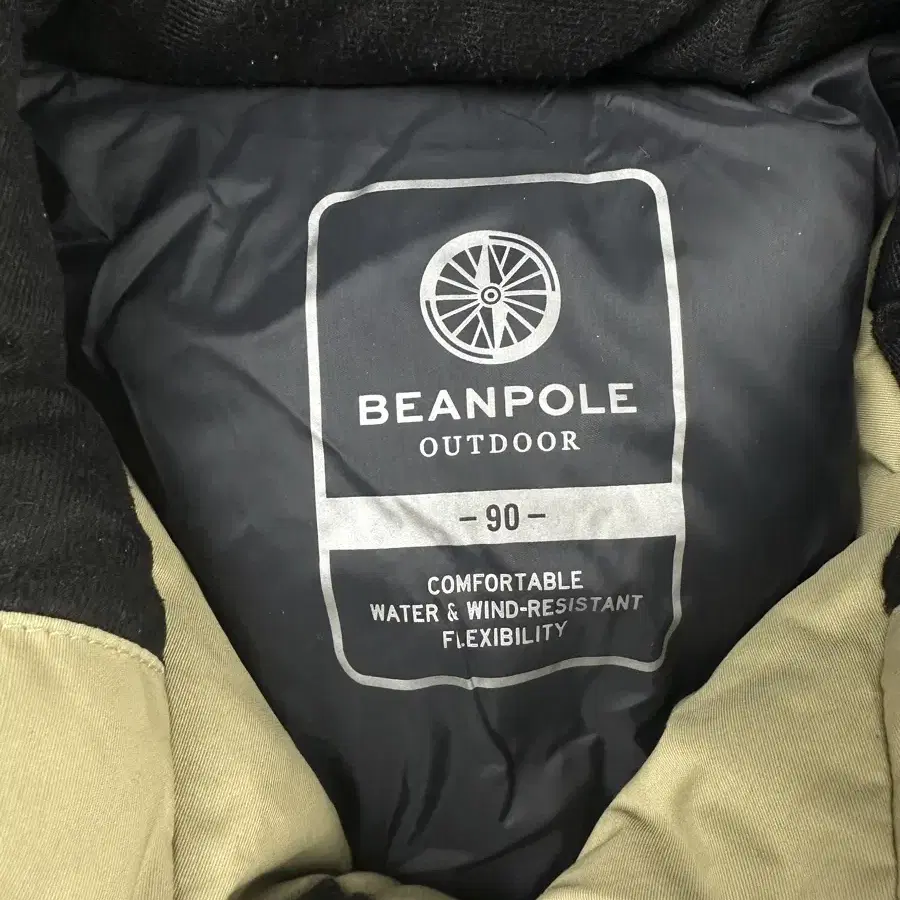 BEANPOLE
OUTDOOR
- 90 -
COMFORTABLE
WATER & WIND-RESISTANT
FLEXIBILITY